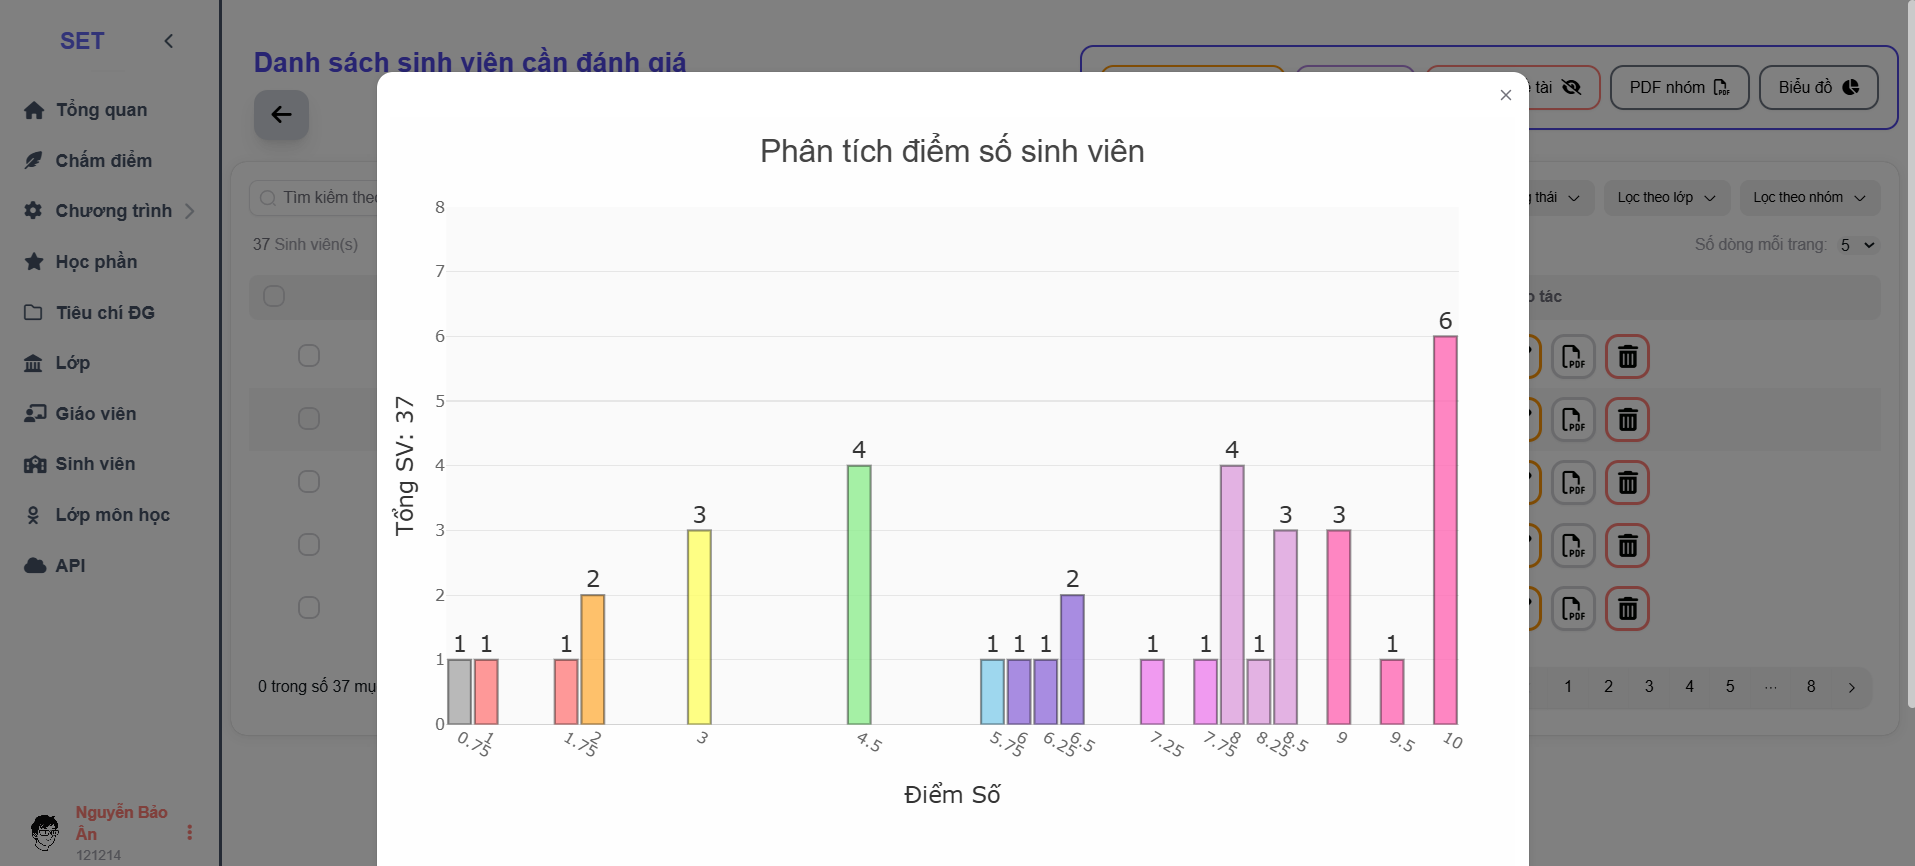 SET
Tổng quan
Chấm điểm
Chương trình
Học phần
Tiêu chí ĐG
Lớp
Giáo viên
Sinh viên
Lớp môn học
API
Nguyễn Bảo
Ân
121214
Danh sách sinh viên cần đánh giá
tài
PDF nhóm
Biểu đồ
Tìm kiếm theo
thái
Lọc theo lớp
Lọc theo nhóm
37 Sinh viên(s)
Số dòng mỗi trang: 5
tác
PDF
PDF
PDF
PDF
PDF
0 trong số 37
1 2 3 4 5 ... 8
Phân tích điểm số sinh viên
8
7
6
5
4
3
2
1
0
Tổng SV: 37
1 1 1 2 3 4 1 1 1 2 1 1 4 1 3 3 1 6
0.75 1 1.75 2 3 4.5 5.75 6 6.25 6.5 7.25 7.75 8 8.25 8.5 9 9.5 10
Điểm Số